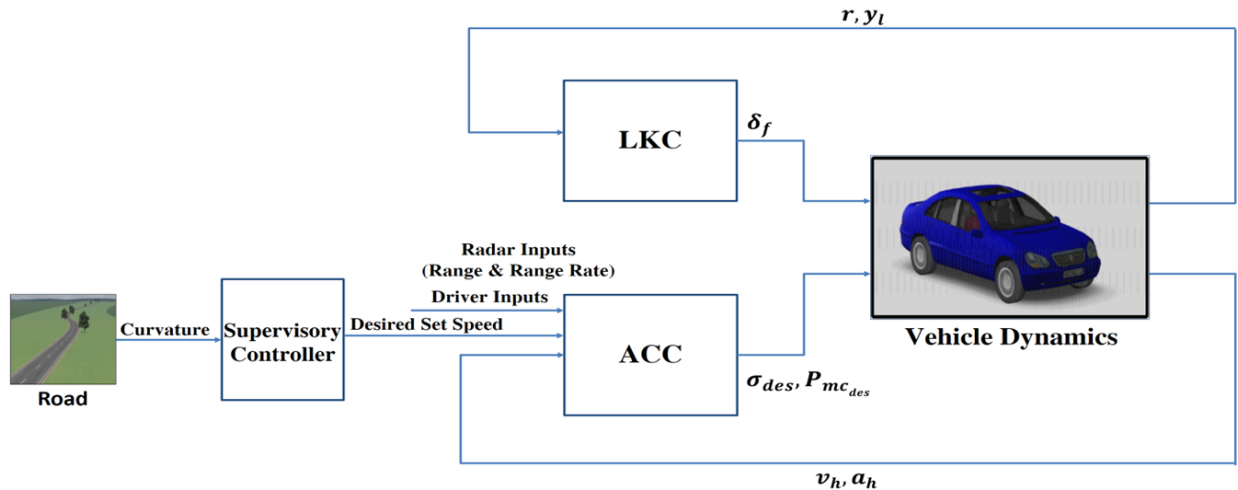 r, y_l
LKC
δ_f
Radar Inputs
(Range & Range Rate)
Driver Inputs
Curvature
Supervisory
Controller
Desired Set Speed
ACC
σ_des, P_mc_des
Vehicle Dynamics
Road
v_h, a_h